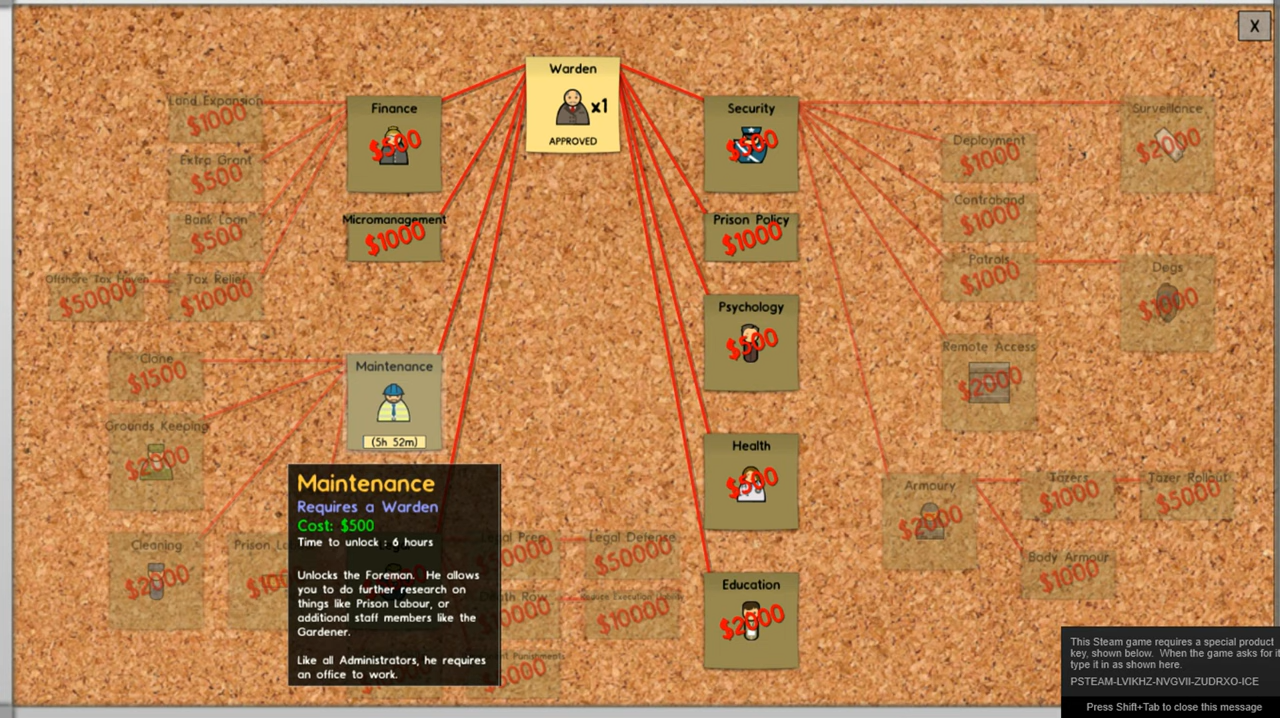 X
Warden
x1
APPROVED
Finance
$500
Land Expansion
$1000
Extra Grant
$500
Bank Loan
$500
Offshore Tax Haven
$50000
Tax Relief
$10000
Micromanagement
$1000
Security
$500
Deployment
$1000
Surveillance
$2000
Contraband
$1000
Prison Policy
$1000
Patrols
$1000
Dogs
$1000
Psychology
$500
Remote Access
$2000
Clone
$1500
Maintenance
(5h 52m)
Grounds Keeping
$2000
Health
$500
Armoury
$2000
Tazers
$1000
Tazer Rollout
$5000
Body Armour
$1000
Cleaning
$2000
Prison
Legal Prep
Legal Defense
$50000
Death Row
$10000
Education
$2000
Maintenance
Requires a Warden
Cost: $500
Time to unlock : 6 hours
Unlocks the Foreman. He allows
you to do further research on
things like Prison Labour, or
additional staff members like the
Gardener.
Like all Administrators, he requires
an office to work.
This Steam game requires a special product
key, shown below. When the game asks for it
type it in as shown here.
PSTEAM-LVIKHZ-NVGVII-ZUDRXO-ICE
Press Shift+Tab to close this message